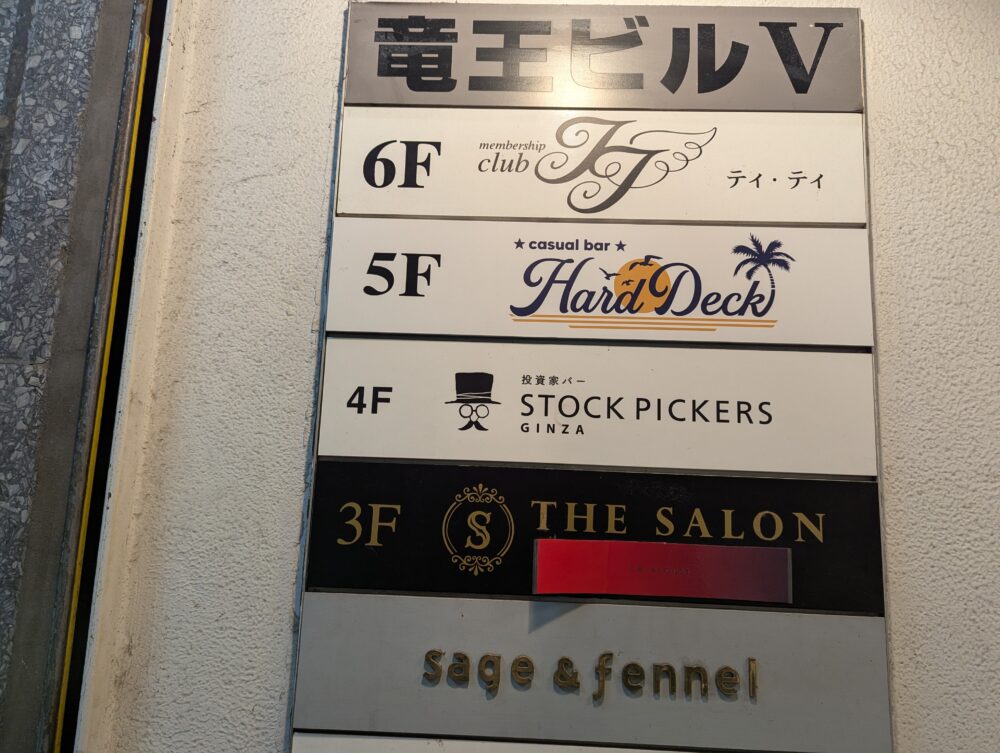 竜王ビルV
6F
membership
club
TT
ティ・ティ
5F
★ casual bar ★
Hard Deck
4F
投資家バー
STOCK PICKERS
GINZA
3F
S
THE SALON
sage & fennel